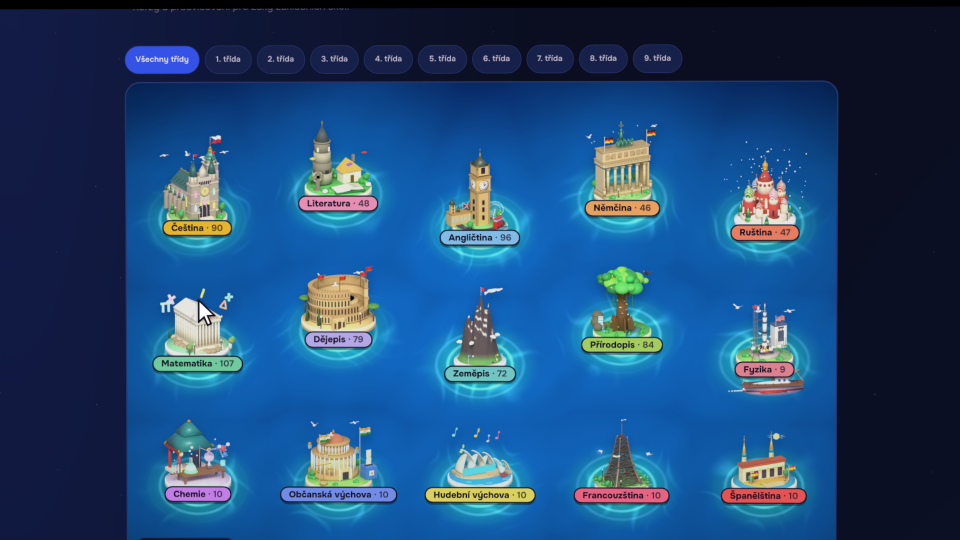 Všechny třídy
1. třída
2. třída
3. třída
4. třída
5. třída
6. třída
7. třída
8. třída
9. třída
Čeština · 90
Literatura · 48
Angličtina · 96
Němčina · 46
Ruština · 47
Matematika · 107
Dějepis · 79
Zeměpis · 72
Přírodopis · 84
Fyzika · 9
Chemie · 10
Občanská výchova · 10
Hudební výchova · 10
Francouzština · 10
Španělština · 10